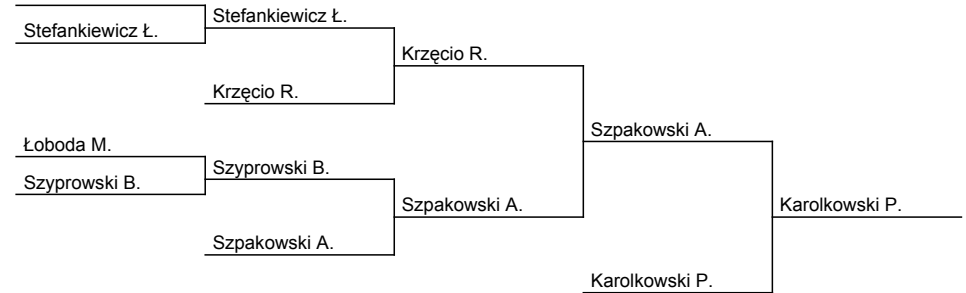 Stefankiewicz Ł.
Stefankiewicz Ł.
Krzęcio R.
Krzęcio R.
Szpakowski A.
Łoboda M.
Szyprowski B.
Szyprowski B.
Szpakowski A.
Karolkowski P.
Szpakowski A.
Karolkowski P.